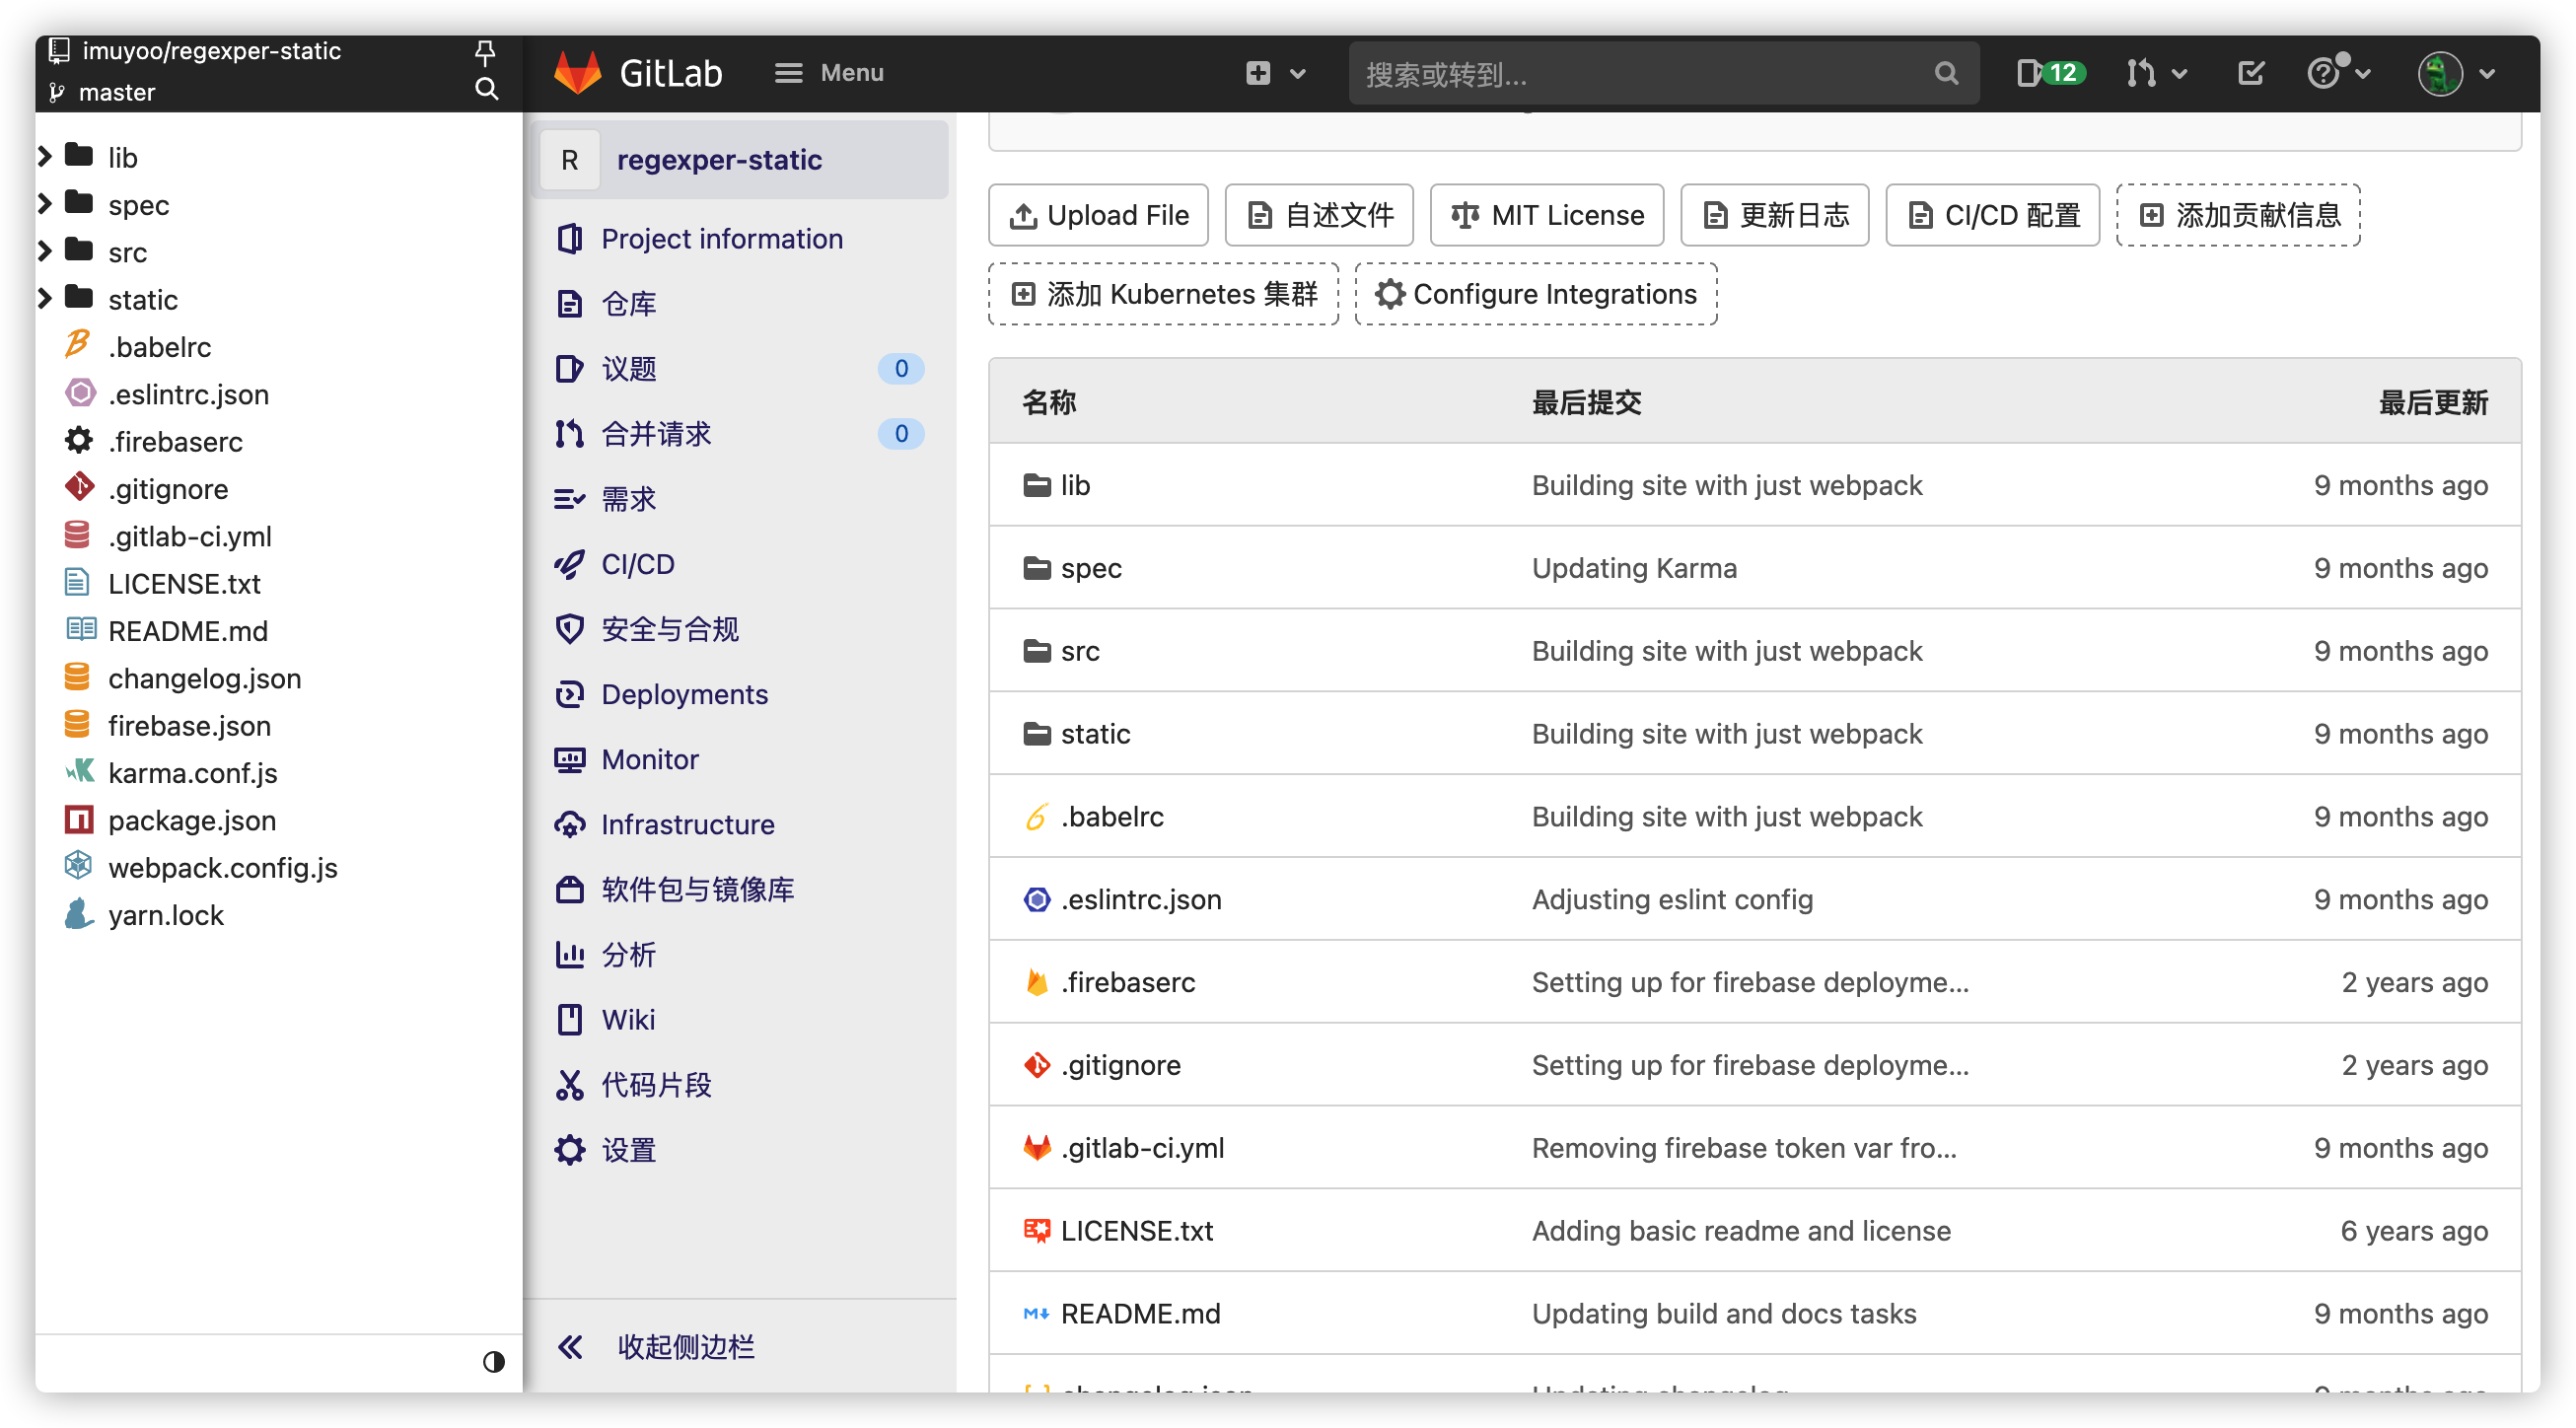 imuyoo/regexper-static
master
lib
spec
src
static
.babelrc
.eslintrc.json
.firebaserc
.gitignore
.gitlab-ci.yml
LICENSE.txt
README.md
changelog.json
firebase.json
karma.conf.js
package.json
webpack.config.js
yarn.lock
GitLab
Menu
搜索或转到...
12
R
regexper-static
Project information
仓库
议题 0
合并请求 0
需求
CI/CD
安全与合规
Deployments
Monitor
Infrastructure
软件包与镜像库
分析
Wiki
代码片段
设置
收起侧边栏
Upload File 自述文件 MIT License 更新日志 CI/CD 配置 添加贡献信息
添加 Kubernetes 集群 Configure Integrations
名称 最后提交 最后更新
lib Building site with just webpack 9 months ago
spec Updating Karma 9 months ago
src Building site with just webpack 9 months ago
static Building site with just webpack 9 months ago
.babelrc Building site with just webpack 9 months ago
.eslintrc.json Adjusting eslint config 9 months ago
.firebaserc Setting up for firebase deployme... 2 years ago
.gitignore Setting up for firebase deployme... 2 years ago
.gitlab-ci.yml Removing firebase token var fro... 9 months ago
LICENSE.txt Adding basic readme and license 6 years ago
README.md Updating build and docs tasks 9 months ago
changelog.json Updating changelog 9 months ago